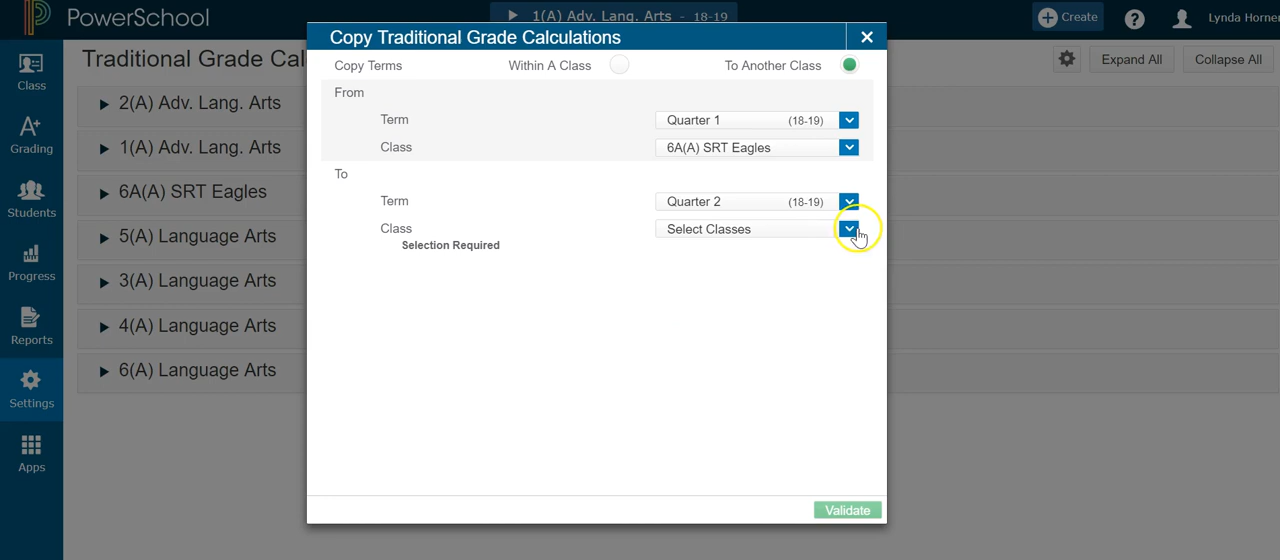 PowerSchool
1(A) Adv. Lang. Arts - 18-19
Create
Lynda Horner
Class
Grading
Students
Progress
Reports
Settings
Apps
Traditional Grade Cal
Expand All
Collapse All
2(A) Adv. Lang. Arts
1(A) Adv. Lang. Arts
6A(A) SRT Eagles
5(A) Language Arts
3(A) Language Arts
4(A) Language Arts
6(A) Language Arts
Copy Traditional Grade Calculations
Copy Terms Within A Class To Another Class
From
Term Quarter 1 (18-19)
Class 6A(A) SRT Eagles
To
Term Quarter 2 (18-19)
Class Select Classes
Selection Required
Validate